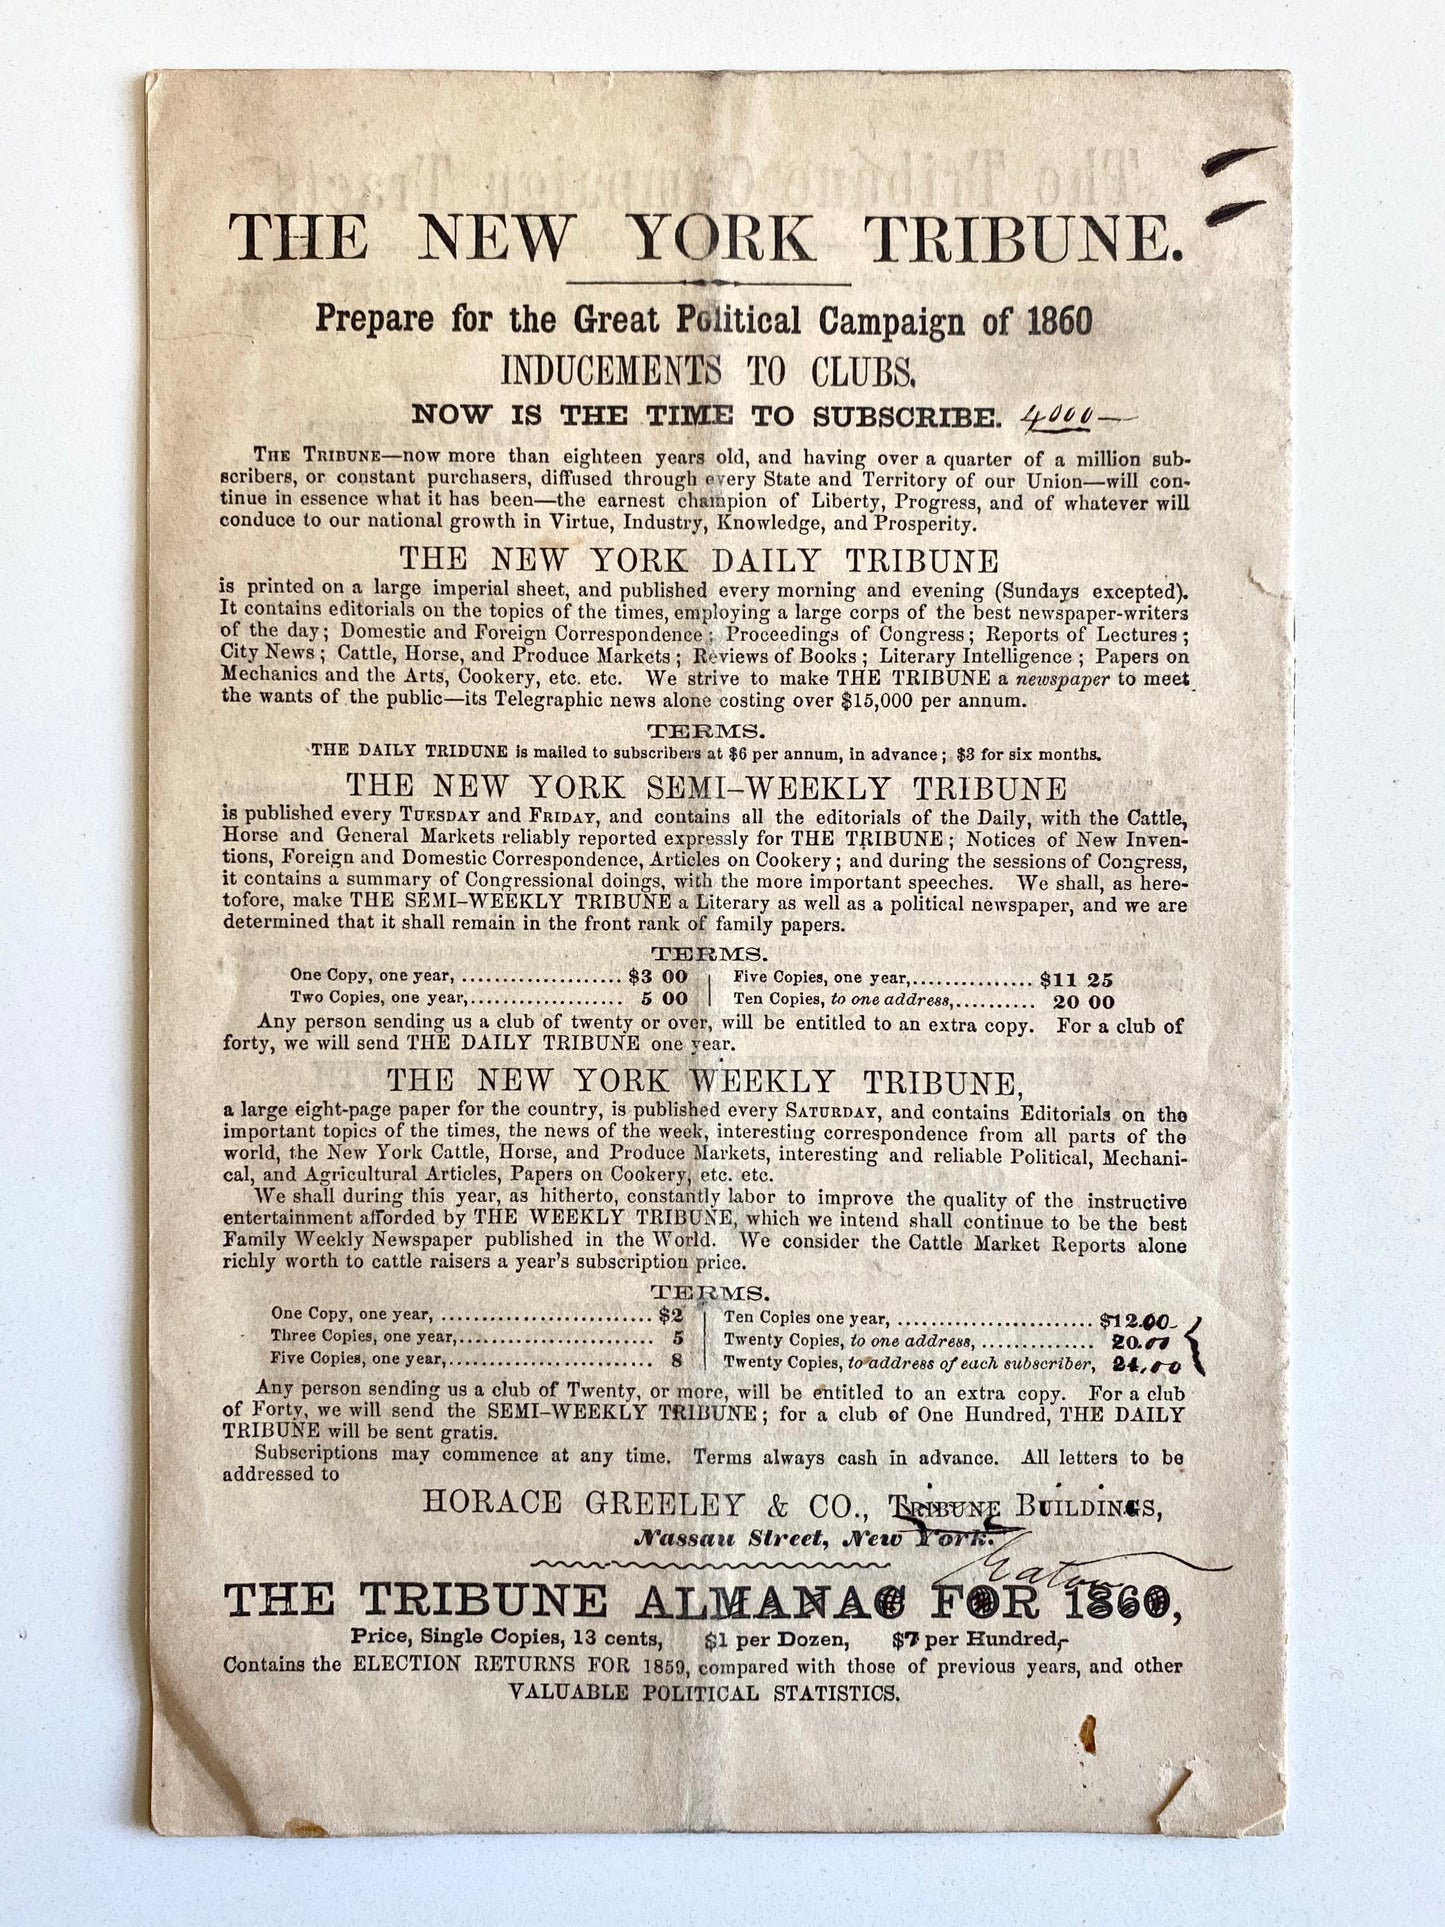 THE NEW YORK TRIBUNE.
Prepare for the Great Political Campaign of 1860
INDUCEMENTS TO CLUBS.
NOW IS THE TIME TO SUBSCRIBE. 4000—
THE TRIBUNE—now more than eighteen years old, and having over a quarter of a million sub-
scribers, or constant purchasers, diffused through every State and Territory of our Union—will con-
tinue in essence what it has been—the earnest champion of Liberty, Progress, and of whatever will
conduce to our national growth in Virtue, Industry, Knowledge, and Prosperity.
THE NEW YORK DAILY TRIBUNE
is printed on a large imperial sheet, and published every morning and evening (Sundays excepted).
It contains editorials on the topics of the times, employing a large corps of the best newspaper-writers
of the day; Domestic and Foreign Correspondence; Proceedings of Congress; Reports of Lectures;
City News; Cattle, Horse, and Produce Markets; Reviews of Books; Literary Intelligence; Papers on
Mechanics and the Arts, Cookery, etc. etc. We strive to make THE TRIBUNE a newspaper to meet
the wants of the public—its Telegraphic news alone costing over $15,000 per annum.
TERMS.
THE DAILY TRIDUNE is mailed to subscribers at $6 per annum, in advance; $3 for six months.
THE NEW YORK SEMI-WEEKLY TRIBUNE
is published every TUESDAY and FRIDAY, and contains all the editorials of the Daily, with the Cattle,
Horse and General Markets reliably reported expressly for THE TRIBUNE; Notices of New Inven-
tions, Foreign and Domestic Correspondence, Articles on Cookery; and during the sessions of Congress,
it contains a summary of Congressional doings, with the more important speeches. We shall, as here-
tofore, make THE SEMI-WEEKLY TRIBUNE a Literary as well as a political newspaper, and we are
determined that it shall remain in the front rank of family papers.
TERMS.
One Copy, one year, .................... $3 00 | Five Copies, one year,............... $11 25
Two Copies, one year,................... 5 00 | Ten Copies, to one address,.......... 20 00
Any person sending us a club of twenty or over, will be entitled to an extra copy. For a club of
forty, we will send THE DAILY TRIBUNE one year.
THE NEW YORK WEEKLY TRIBUNE,
a large eight-page paper for the country, is published every SATURDAY, and contains Editorials on the
important topics of the times, the news of the week, interesting correspondence from all parts of the
world, the New York Cattle, Horse, and Produce Markets, interesting and reliable Political, Mechani-
cal, and Agricultural Articles, Papers on Cookery, etc. etc.
We shall during this year, as hitherto, constantly labor to improve the quality of the instructive
entertainment afforded by THE WEEKLY TRIBUNE, which we intend shall continue to be the best
Family Weekly Newspaper published in the World. We consider the Cattle Market Reports alone
richly worth to cattle raisers a year's subscription price.
TERMS.
One Copy, one year, .......................... $2 | Ten Copies one year, ........................ $12.00
Three Copies, one year,........................ 5 | Twenty Copies, to one address, .............. 20.00
Five Copies, one year,......................... 8 | Twenty Copies, to address of each subscriber, 24.00
Any person sending us a club of Twenty, or more, will be entitled to an extra copy. For a club
of Forty, we will send the SEMI-WEEKLY TRIBUNE; for a club of One Hundred, THE DAILY
TRIBUNE will be sent gratis.
Subscriptions may commence at any time. Terms always cash in advance. All letters to be
addressed to
HORACE GREELEY & CO., TRIBUNE BUILDINGS,
Nassau Street, New York.
THE TRIBUNE ALMANAC FOR 1860,
Price, Single Copies, 13 cents, $1 per Dozen, $7 per Hundred,
Contains the ELECTION RETURNS FOR 1859, compared with those of previous years, and other
VALUABLE POLITICAL STATISTICS.